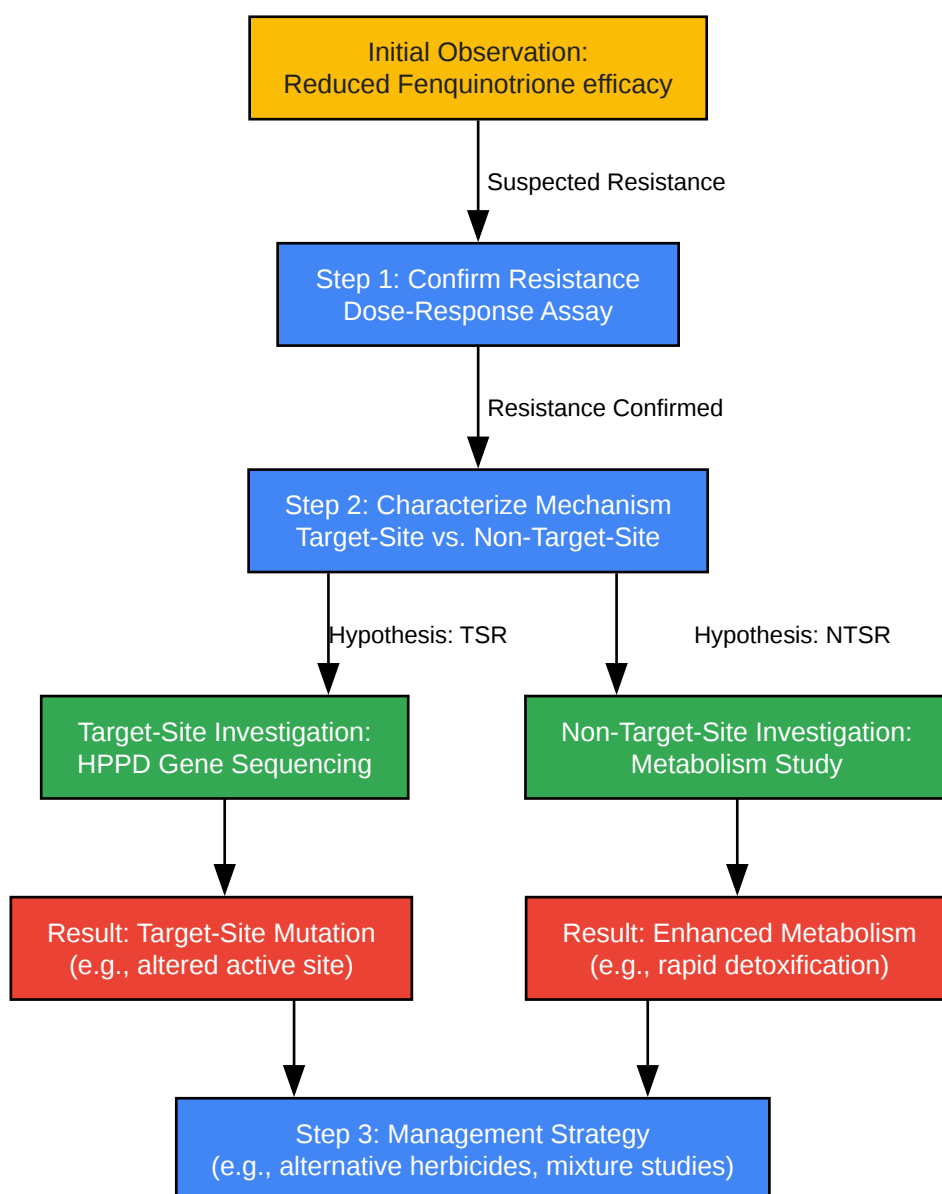 Initial Observation:
Reduced Fenquinotrione efficacy
Suspected Resistance
Step 1: Confirm Resistance
Dose-Response Assay
Resistance Confirmed
Step 2: Characterize Mechanism
Target-Site vs. Non-Target-Site
Hypothesis: TSR
Hypothesis: NTSR
Target-Site Investigation:
HPPD Gene Sequencing
Non-Target-Site Investigation:
Metabolism Study
Result: Target-Site Mutation
(e.g., altered active site)
Result: Enhanced Metabolism
(e.g., rapid detoxification)
Step 3: Management Strategy
(e.g., alternative herbicides, mixture studies)